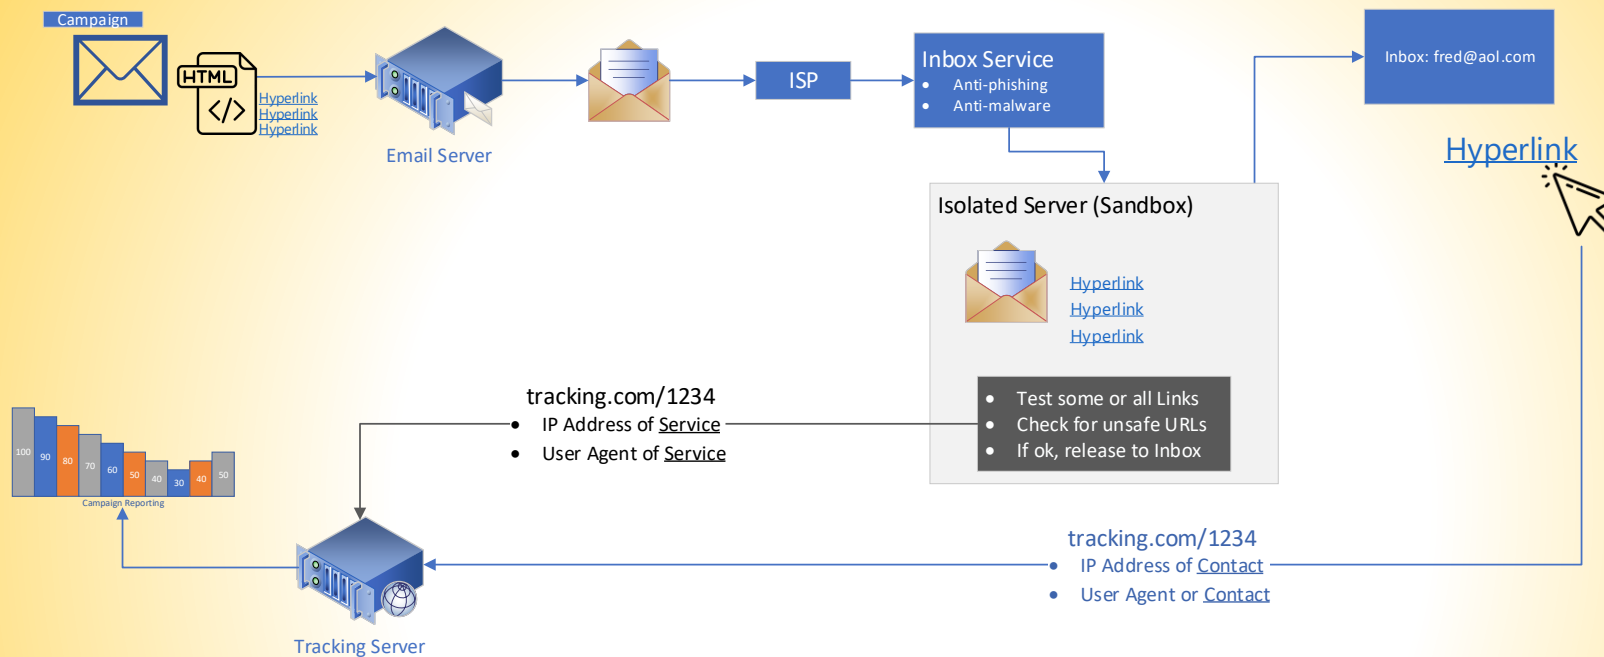 Campaign
HTML
</>
Hyperlink
Hyperlink
Hyperlink
Email Server
ISP
Inbox Service
• Anti-phishing
• Anti-malware
Inbox: fred@aol.com
Hyperlink
Isolated Server (Sandbox)
Hyperlink
Hyperlink
Hyperlink
• Test some or all Links
• Check for unsafe URLs
• If ok, release to Inbox
tracking.com/1234
• IP Address of Service
• User Agent of Service
100 90 80 70 60 50 40 30 40 50
Campaign Reporting
Tracking Server
tracking.com/1234
• IP Address of Contact
• User Agent or Contact